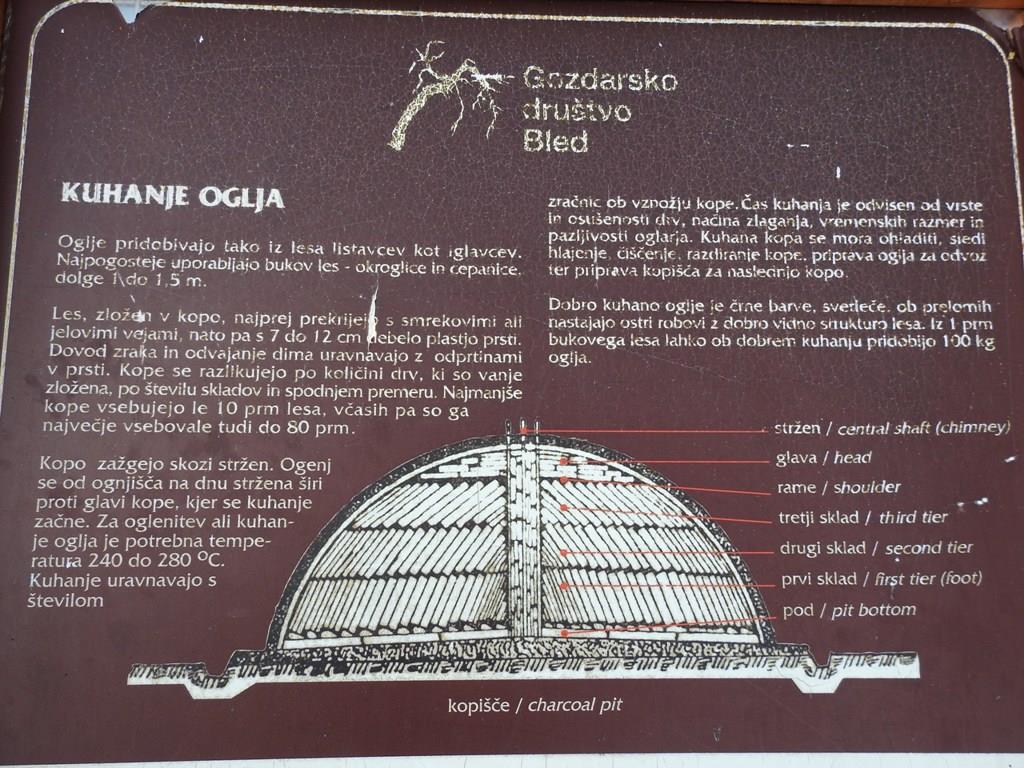 Gozdarsko
društvo
Bled
KUHANJE OGLJA
Oglje pridobivajo tako iz lesa listavcev kot iglavcev.
Najpogosteje uporabljajo bukov les - okroglice in cepanice,
dolge 1 do 1,5 m.
Les, zložen v kopo, najprej prekrijejo s smrekovimi ali
jelovimi vejami, nato pa s 7 do 12 cm debelo plastjo prsti.
Dovod zraka in odvajanje dima uravnavajo z odprtinami
v prsti. Kope se razlikujejo po količini drv, ki so vanje
zložena, po številu skladov in spodnjem premeru. Najmanjše
kope vsebujejo le 10 prm lesa, včasih pa so ga
največje vsebovale tudi do 80 prm.
Kopo zažgejo skozi stržen. Ogenj
se od ognjišča na dnu stržena širi
proti glavi kope, kjer se kuhanje
začne. Za oglenitev ali kuhan-
je oglja je potrebna tempe-
ratura 240 do 280 ºC.
Kuhanje uravnavajo s
številom
zračnic ob vznožju kope. Čas kuhanja je odvisen od vrste
in osušenosti drv, načina zlaganja, vremenskih razmer in
pazljivosti oglarja. Kuhana kopa se mora ohladiti, sledi
hlajenje, čiščenje, razdiranje kope, priprava oglja za odvoz
ter priprava kopišča za naslednjo kopo.
Dobro kuhano oglje je črne barve, svetleče, ob prelomih
nastajajo ostri robovi z dobro vidno strukturo lesa. Iz 1 prm
bukovega lesa lahko ob dobrem kuhanju pridobijo 100 kg
oglja.
stržen / central shaft (chimney)
glava / head
rame / shoulder
tretji sklad / third tier
drugi sklad / second tier
prvi sklad / first tier (foot)
pod / pit bottom
kopišče / charcoal pit